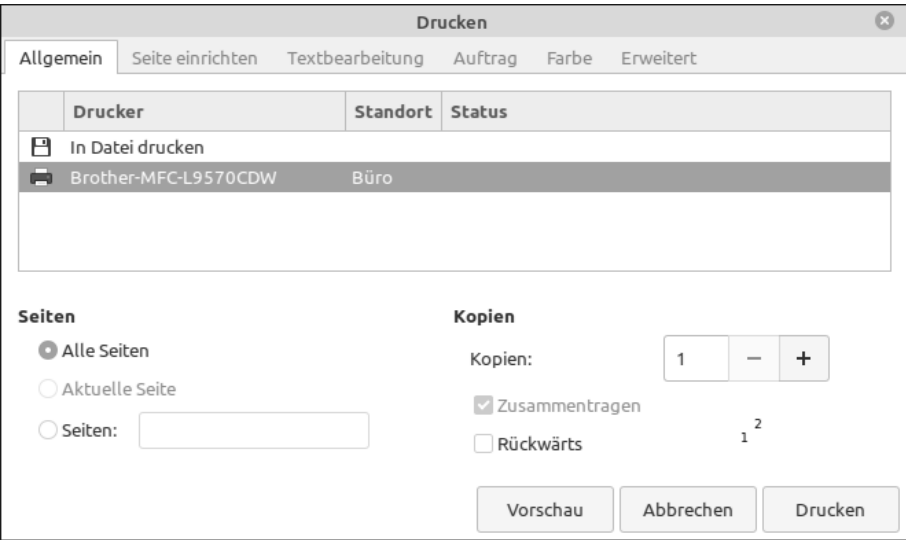 Drucken
Allgemein Seite einrichten Textbearbeitung Auftrag Farbe Erweitert
Drucker Standort Status
In Datei drucken
Brother-MFC-L9570CDW Büro
Seiten
Alle Seiten
Aktuelle Seite
Seiten:
Kopien
Kopien: 1 − +
Zusammentragen
Rückwärts
1 2
Vorschau Abbrechen Drucken